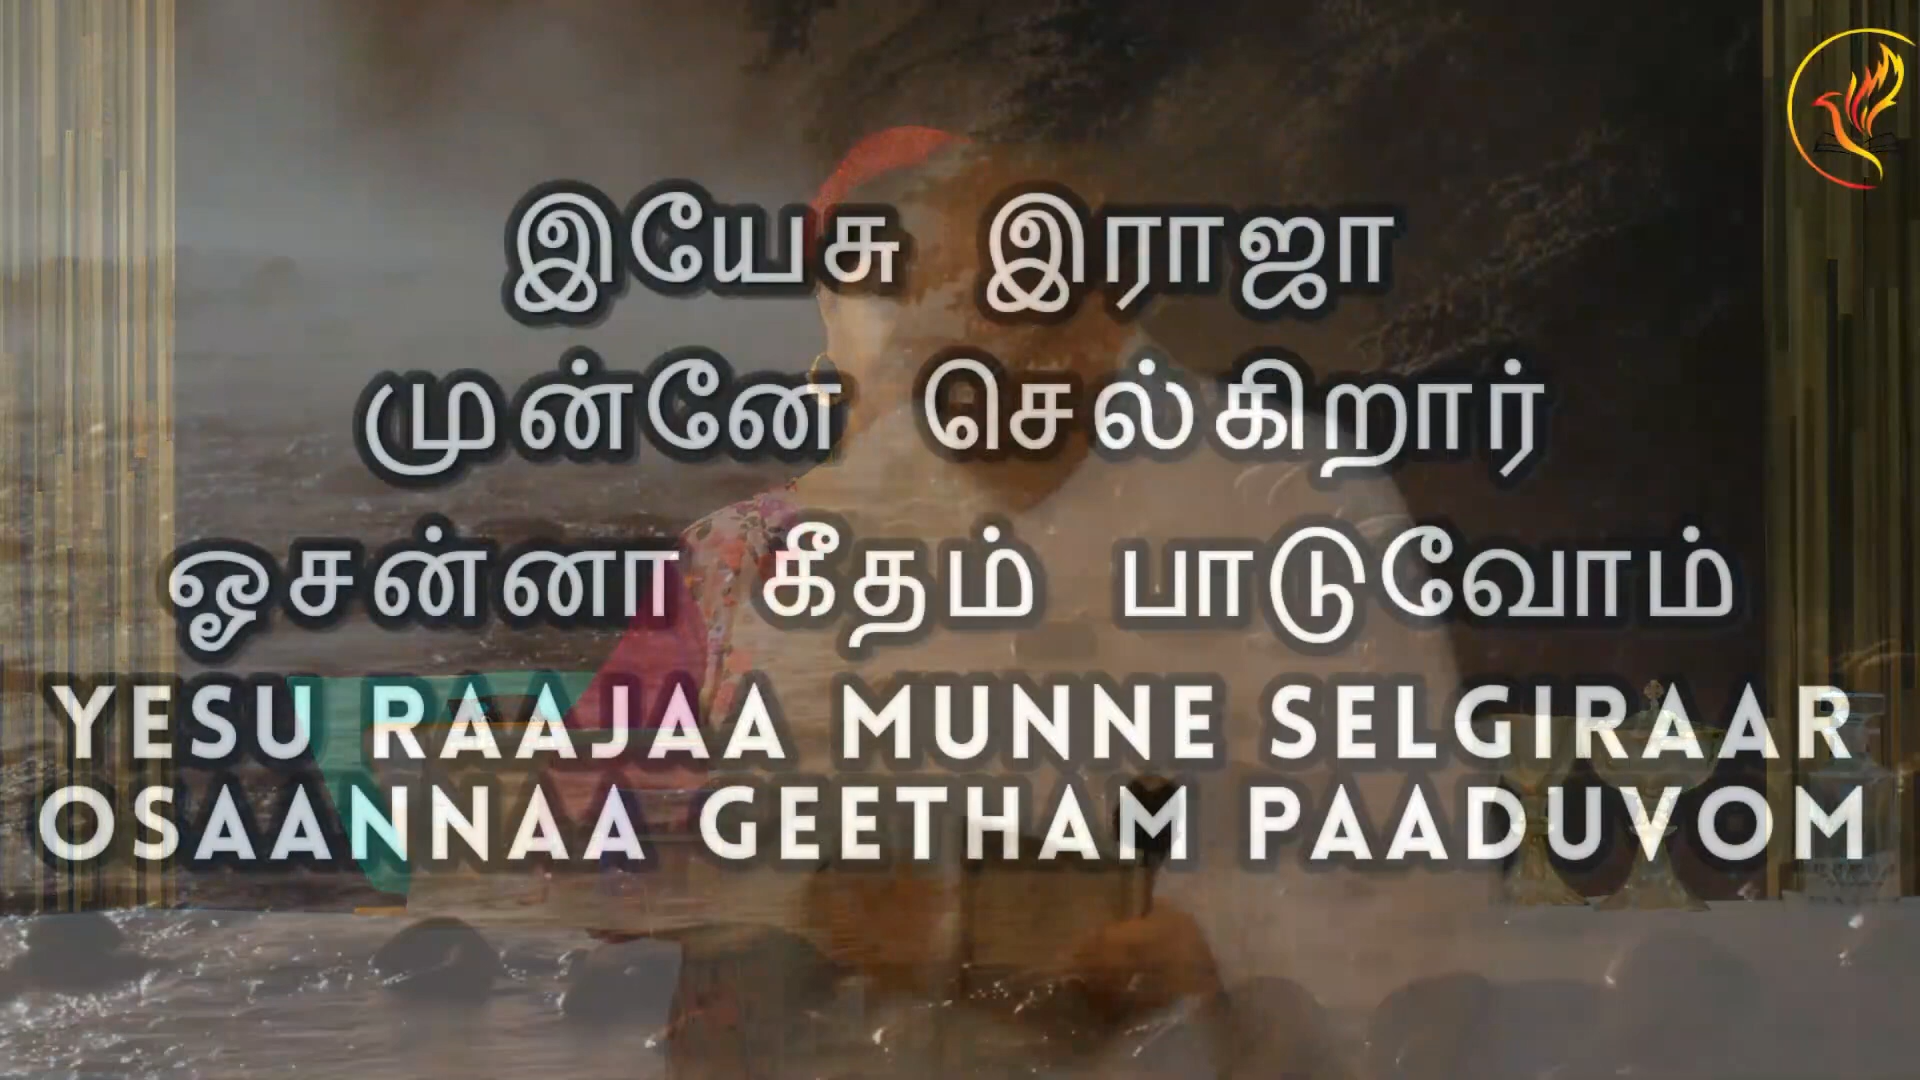 இயேசு இராஜா
முன்னே செல்கிறார்
ஓசன்னா கீதம் பாடுவோம்
YESU RAAJAA MUNNE SELGIRAAR
OSAANNAA GEETHAM PAADUVOM